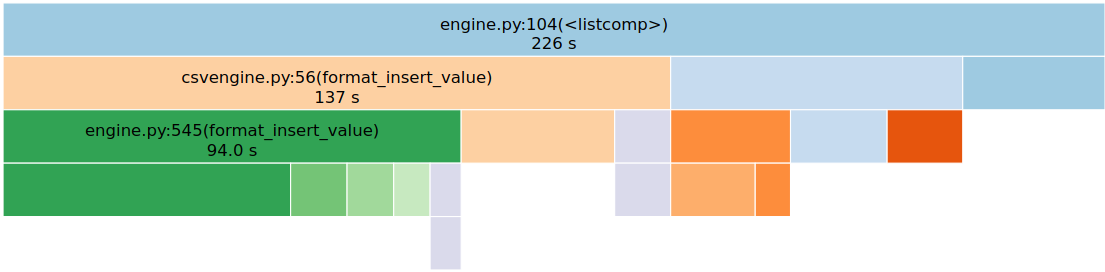 engine.py:104(<listcomp>)
226 s
csvengine.py:56(format_insert_value)
137 s
engine.py:545(format_insert_value)
94.0 s